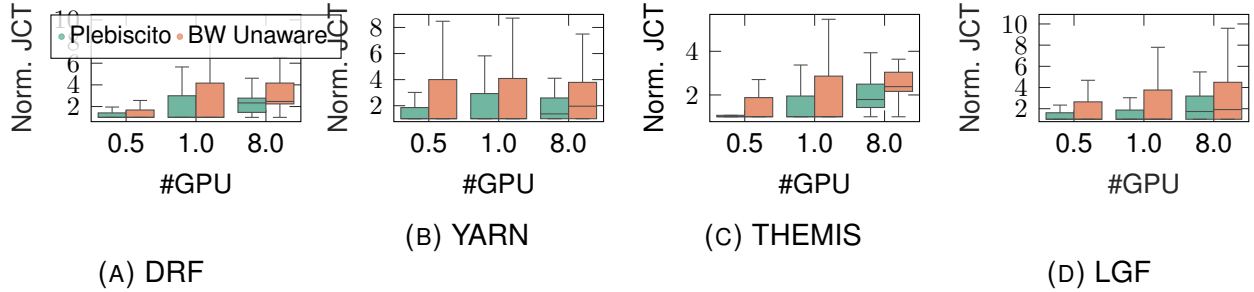 Norm. JCT
10
8
6
4
2
Plebiscito BW Unaware
0.5 1.0 8.0
#GPU
(A) DRF
Norm. JCT
8
6
4
2
0.5 1.0 8.0
#GPU
(B) YARN
Norm. JCT
4
2
0.5 1.0 8.0
#GPU
(C) THEMIS
Norm. JCT
10
8
6
4
2
0.5 1.0 8.0
#GPU
(D) LGF